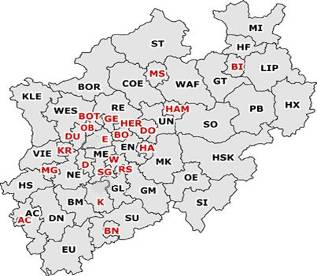 MI
ST
HF
BI
LIP
MS
COE
WAF
GT
BOR
KLE
WES
RE
HAM
PB
HX
BOT
GE
HER
UN
SO
OB
DU
E
BO
DO
EN
HA
VIE
KR
ME
W
MK
HSK
MG
NE
D
SG
RS
OE
HS
GL
GM
SI
BM
K
AC
AC
DN
SU
BN
EU